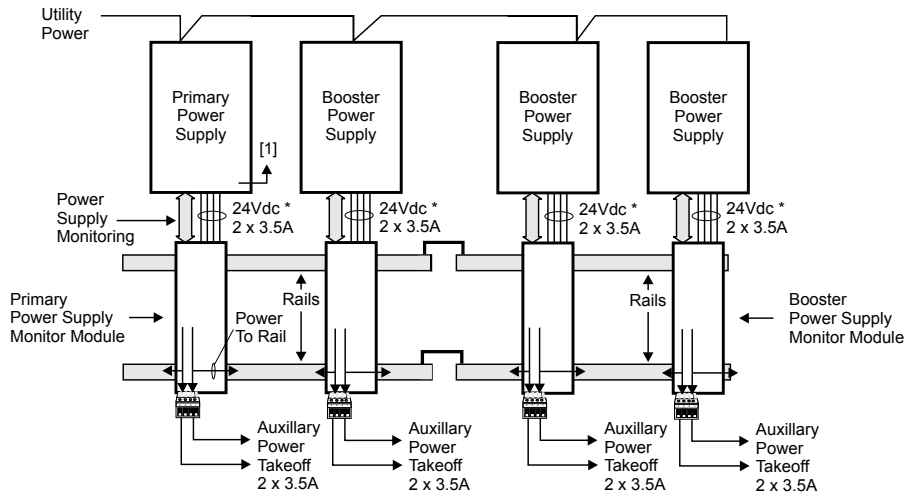 Utility
Power
Primary
Power
Supply
Booster
Power
Supply
Booster
Power
Supply
Booster
Power
Supply
[1]
Power
Supply
Monitoring
24Vdc *
2 x 3.5A
24Vdc *
2 x 3.5A
24Vdc *
2 x 3.5A
24Vdc *
2 x 3.5A
Primary
Power Supply
Monitor Module
Rails
Power
To Rail
Rails
Booster
Power Supply
Monitor Module
Auxillary
Power
Takeoff
2 x 3.5A
Auxillary
Power
Takeoff
2 x 3.5A
Auxillary
Power
Takeoff
2 x 3.5A
Auxillary
Power
Takeoff
2 x 3.5A